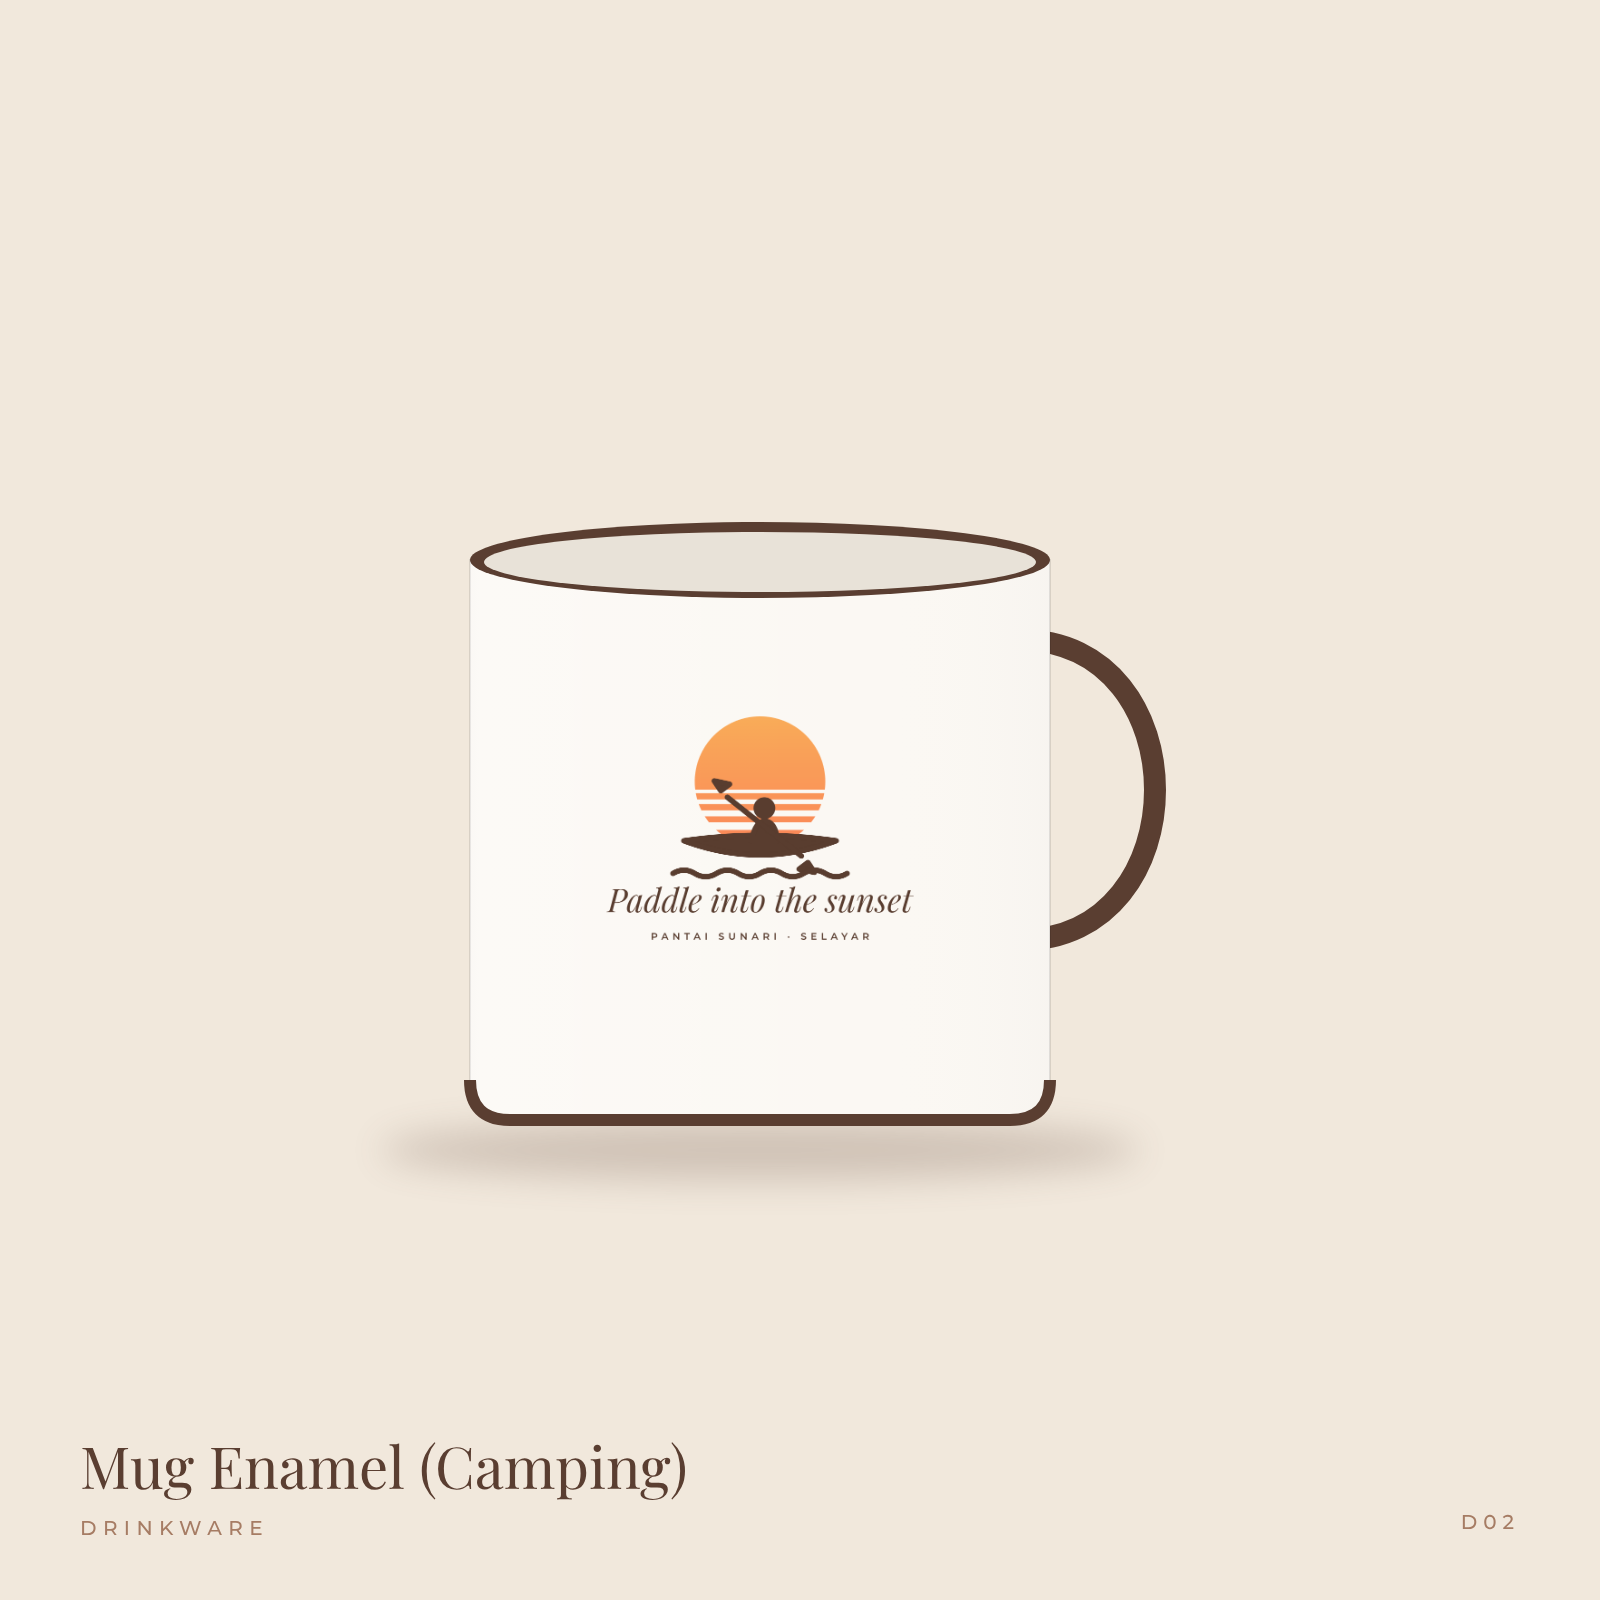 Paddle into the sunset
PANTAI SUNARI · SELAYAR
Mug Enamel (Camping)
DRINKWARE
D02